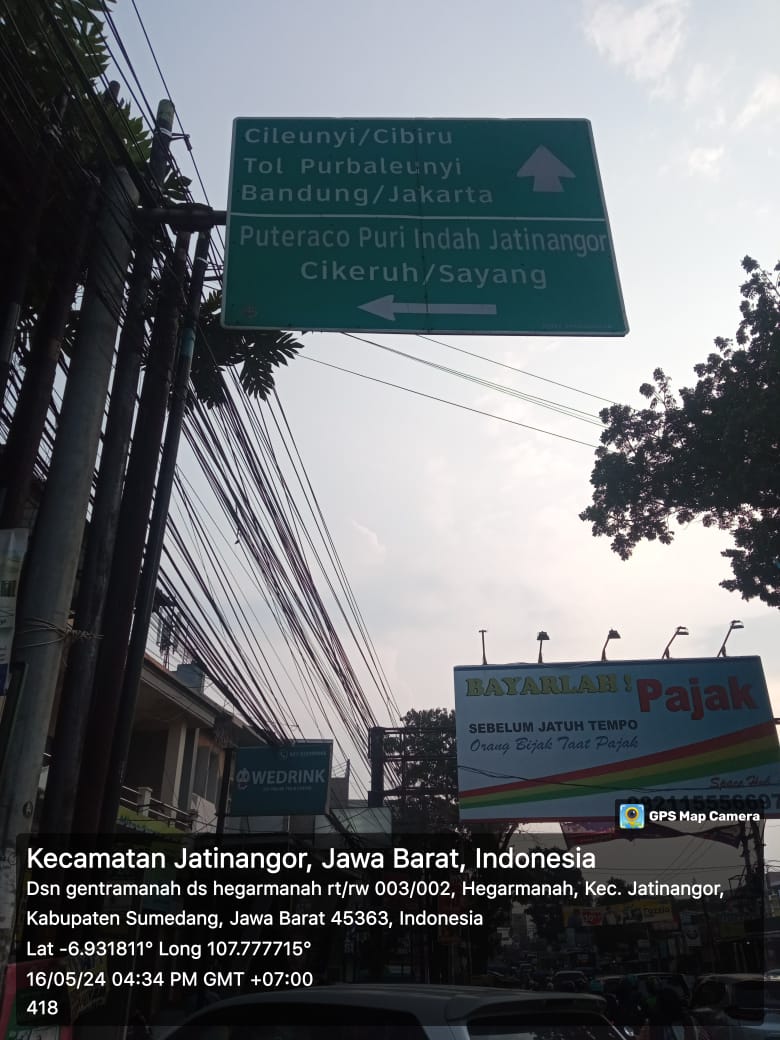 Cileunyi/Cibiru
Tol Purbaleunyi
Bandung/Jakarta
Puteraco Puri Indah Jatinangor
Cikeruh/Sayang
BAYARLAH! Pajak
SEBELUM JATUH TEMPO
Orang Bijak Taat Pajak
WEDRINK
GPS Map Camera
Kecamatan Jatinangor, Jawa Barat, Indonesia
Dsn gentramanah ds hegarmanah rt/rw 003/002, Hegarmanah, Kec. Jatinangor,
Kabupaten Sumedang, Jawa Barat 45363, Indonesia
Lat -6.931811° Long 107.777715°
16/05/24 04:34 PM GMT +07:00
418